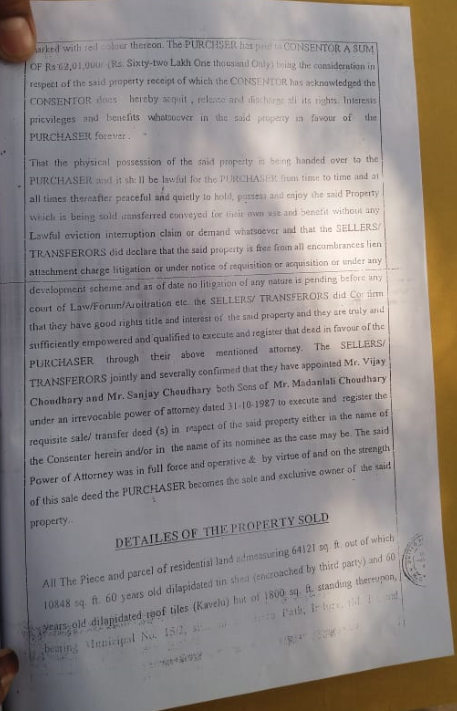 marked with red colour thereon. The PURCHSER has paid to CONSENTOR A SUM
OF Rs 62,01,000/ (Rs. Sixty-two Lakh One thousand Only) being the consideration in
respect of the said property receipt of which the CONSENTOR has acknowledged the
CONSENTOR does hereby acquit , release and discharge all its rights. Interests
pricvileges and benefits whatsoever in the said property in favour of the
PURCHASER forever.
That the physical possession of the said property is being handed over to the
PURCHASER and it shall be lawful for the PURCHASER from time to time and at
all times thereafter peaceful and quietly to hold, possess and enjoy the said Property
which is being sold transferred conveyed for their own use and benefit without any
Lawful eviction interruption claim or demand whatsoever and that the SELLERS/
TRANSFERORS did declare that the said property is free from all encumbrances lien
attachment charge litigation or under notice of requisition or acquisition or under any
development scheme and as of date no litigation of any nature is pending before any
court of Law/Forum/Arbitration etc. the SELLERS/ TRANSFERORS did Confirm
that they have good rights title and interest of the said property and they are truly and
sufficiently empowered and qualified to execute and register that deed in favour of the
PURCHASER through their above mentioned attorney. The SELLERS/
TRANSFERORS jointly and severally confirmed that they have appointed Mr. Vijay
Choudhary and Mr. Sanjay Choudhary both Sons of Mr. Madanlali Choudhary
under an irrevocable power of attorney dated 31-10-1987 to execute and register the
requisite sale/ transfer deed (s) in respect of the said property either in the name of
the Consenter herein and/or in the name of its nominee as the case may be. The said
Power of Attorney was in full force and operative & by virtue of and on the strength
of this sale deed the PURCHASER becomes the sole and exclusive owner of the said
property.
DETAILES OF THE PROPERTY SOLD
All The Piece and parcel of residential land admeasuring 64121 sq. ft. out of which
10848 sq. ft. 60 years old dilapidated tin shed (encroached by third party) and 60
years old dilapidated roof tiles (Kavelu) hut of 1800 sq. ft. standing thereupon,
bearing Municipal No. 15/2, Path,